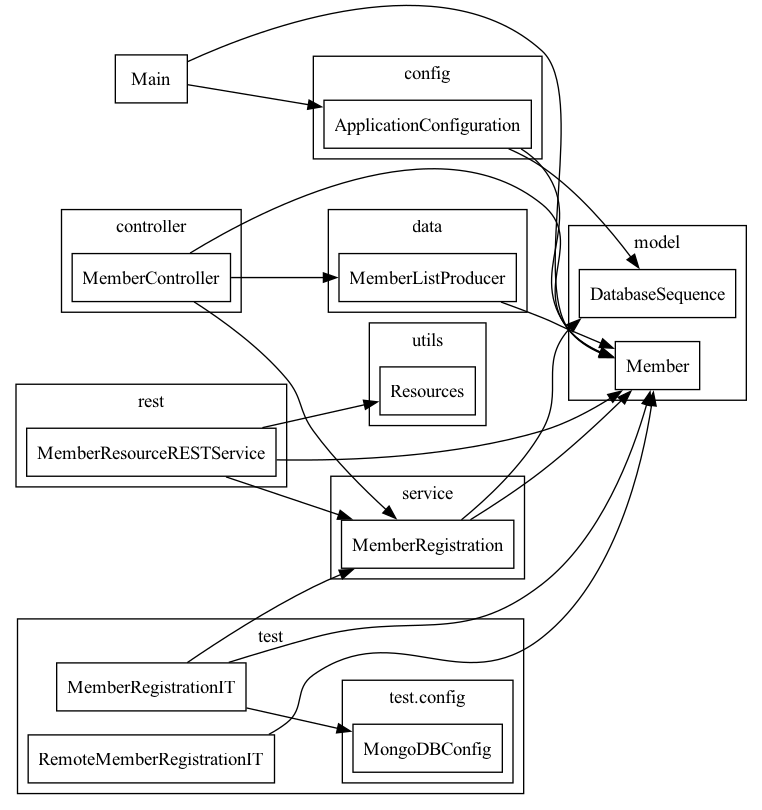 Main
config
ApplicationConfiguration
controller
MemberController
data
MemberListProducer
model
DatabaseSequence
Member
utils
Resources
rest
MemberResourceRESTService
service
MemberRegistration
test
MemberRegistrationIT
RemoteMemberRegistrationIT
test.config
MongoDBConfig